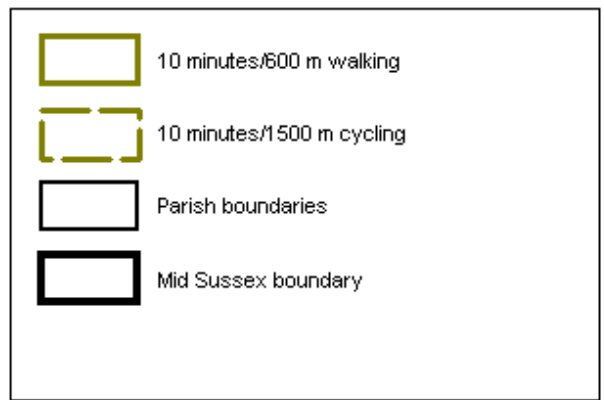 10 minutes/600 m walking
10 minutes/1500 m cycling
Parish boundaries
Mid Sussex boundary